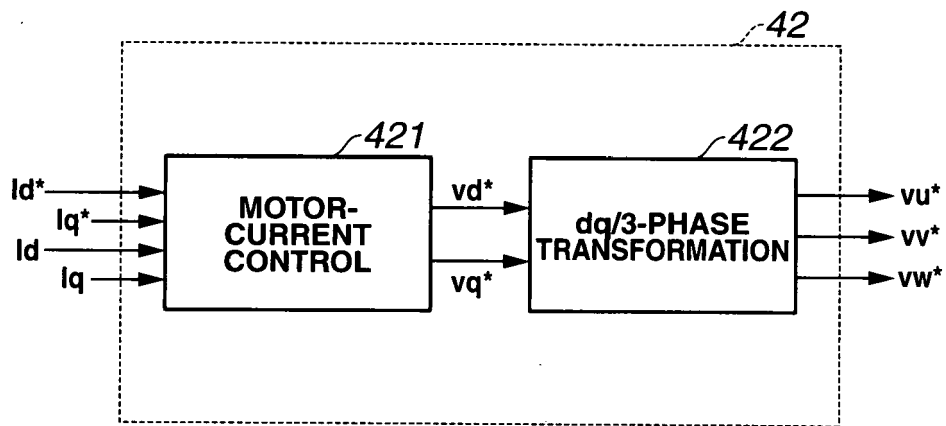 42
421
422
Id*
Iq*
Id
Iq
MOTOR-
CURRENT
CONTROL
vd*
vq*
dq/3-PHASE
TRANSFORMATION
vu*
vv*
vw*